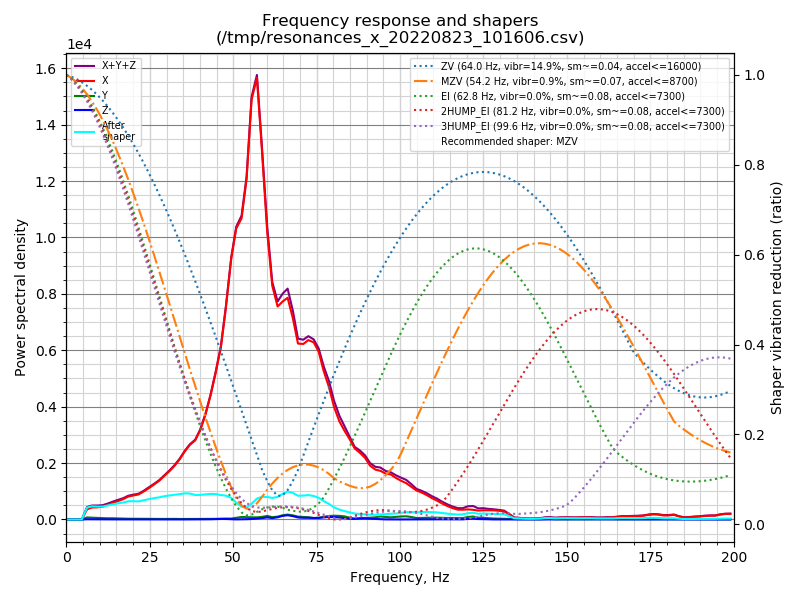 Frequency response and shapers
(/tmp/resonances_x_20220823_101606.csv)
1e4
X+Y+Z
X
Y
Z
After
shaper
ZV (64.0 Hz, vibr=14.9%, sm~=0.04, accel<=16000)
MZV (54.2 Hz, vibr=0.9%, sm~=0.07, accel<=8700)
EI (62.8 Hz, vibr=0.0%, sm~=0.08, accel<=7300)
2HUMP_EI (81.2 Hz, vibr=0.0%, sm~=0.08, accel<=7300)
3HUMP_EI (99.6 Hz, vibr=0.0%, sm~=0.08, accel<=7300)
Recommended shaper: MZV
Power spectral density
1.6
1.4
1.2
1.0
0.8
0.6
0.4
0.2
0.0
1.0
0.8
0.6
0.4
0.2
0.0
Shaper vibration reduction (ratio)
0 25 50 75 100 125 150 175 200
Frequency, Hz